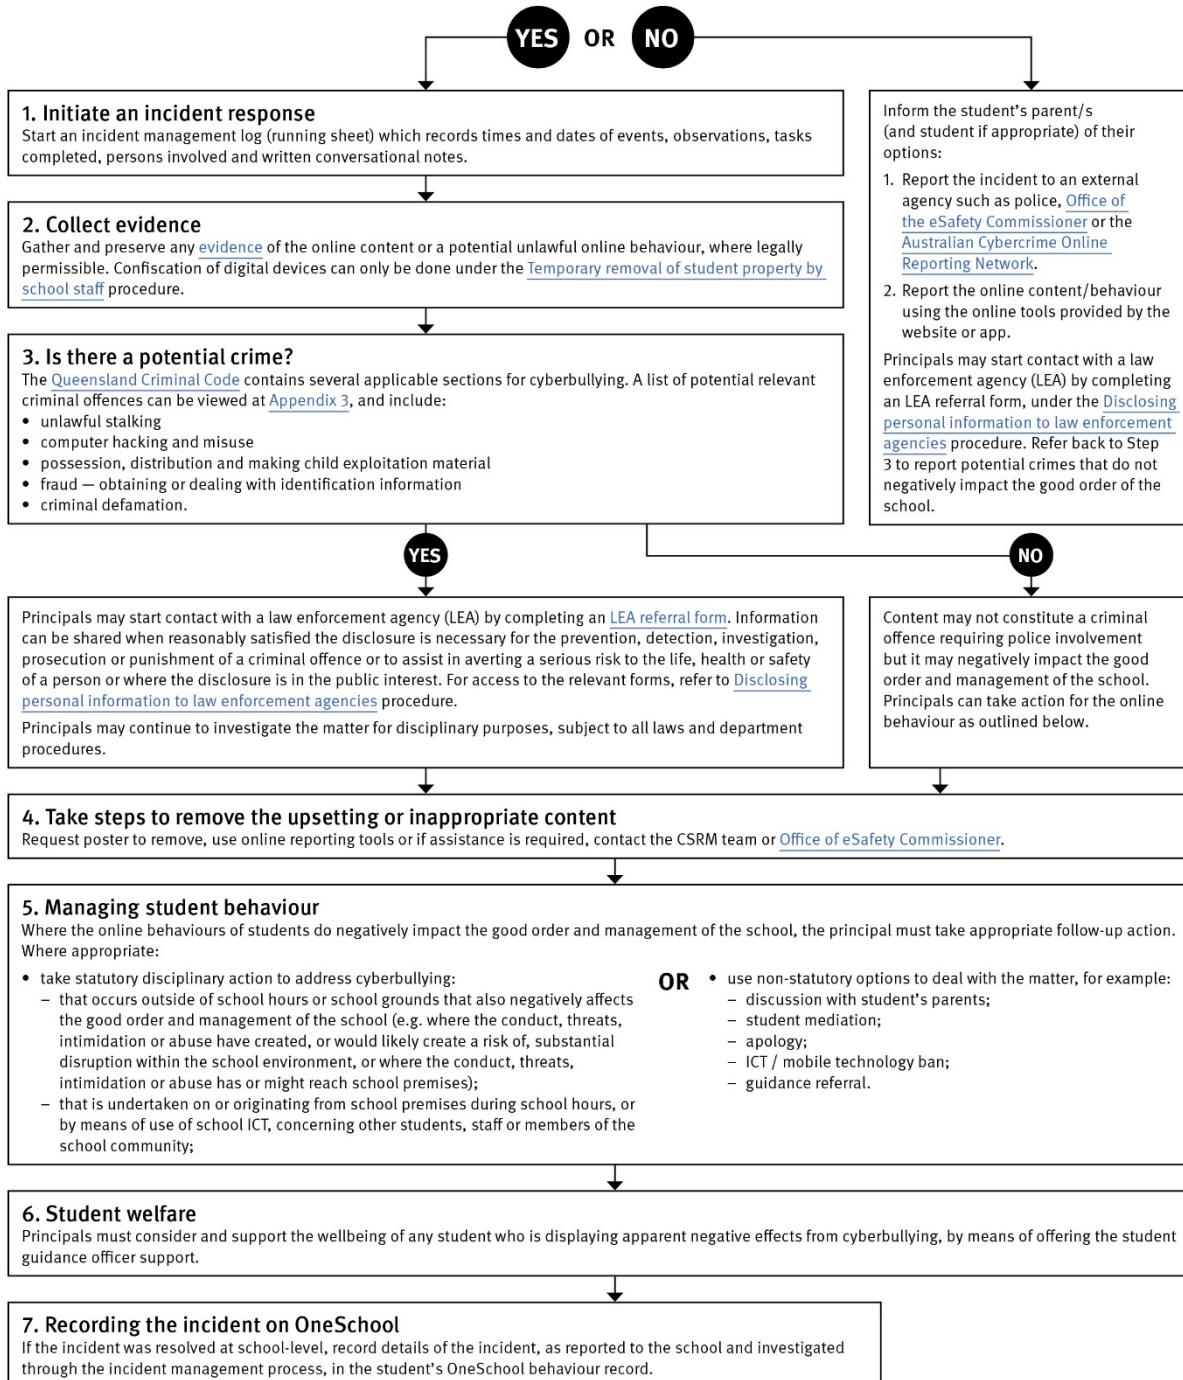 YES OR NO
1. Initiate an incident response
Start an incident management log (running sheet) which records times and dates of events, observations, tasks
completed, persons involved and written conversational notes.
2. Collect evidence
Gather and preserve any evidence of the online content or a potential unlawful online behaviour, where legally
permissible. Confiscation of digital devices can only be done under the Temporary removal of student property by
school staff procedure.
3. Is there a potential crime?
The Queensland Criminal Code contains several applicable sections for cyberbullying. A list of potential relevant
criminal offences can be viewed at Appendix 3, and include:
• unlawful stalking
• computer hacking and misuse
• possession, distribution and making child exploitation material
• fraud — obtaining or dealing with identification information
• criminal defamation.
Inform the student's parent/s
(and student if appropriate) of their
options:
1. Report the incident to an external
agency such as police, Office of
the eSafety Commissioner or the
Australian Cybercrime Online
Reporting Network.
2. Report the online content/behaviour
using the online tools provided by the
website or app.
Principals may start contact with a law
enforcement agency (LEA) by completing
an LEA referral form, under the Disclosing
personal information to law enforcement
agencies procedure. Refer back to Step
3 to report potential crimes that do not
negatively impact the good order of the
school.
YES
NO
Principals may start contact with a law enforcement agency (LEA) by completing an LEA referral form. Information
can be shared when reasonably satisfied the disclosure is necessary for the prevention, detection, investigation,
prosecution or punishment of a criminal offence or to assist in averting a serious risk to the life, health or safety
of a person or where the disclosure is in the public interest. For access to the relevant forms, refer to Disclosing
personal information to law enforcement agencies procedure.
Principals may continue to investigate the matter for disciplinary purposes, subject to all laws and department
procedures.
Content may not constitute a criminal
offence requiring police involvement
but it may negatively impact the good
order and management of the school.
Principals can take action for the online
behaviour as outlined below.
4. Take steps to remove the upsetting or inappropriate content
Request poster to remove, use online reporting tools or if assistance is required, contact the CSRM team or Office of eSafety Commissioner.
5. Managing student behaviour
Where the online behaviours of students do negatively impact the good order and management of the school, the principal must take appropriate follow-up action.
Where appropriate:
• take statutory disciplinary action to address cyberbullying:
– that occurs outside of school hours or school grounds that also negatively affects
the good order and management of the school (e.g. where the conduct, threats,
intimidation or abuse have created, or would likely create a risk of, substantial
disruption within the school environment, or where the conduct, threats,
intimidation or abuse has or might reach school premises);
– that is undertaken on or originating from school premises during school hours, or
by means of use of school ICT, concerning other students, staff or members of the
school community;
OR
• use non-statutory options to deal with the matter, for example:
– discussion with student's parents;
– student mediation;
– apology;
– ICT / mobile technology ban;
– guidance referral.
6. Student welfare
Principals must consider and support the wellbeing of any student who is displaying apparent negative effects from cyberbullying, by means of offering the student
guidance officer support.
7. Recording the incident on OneSchool
If the incident was resolved at school-level, record details of the incident, as reported to the school and investigated
through the incident management process, in the student's OneSchool behaviour record.